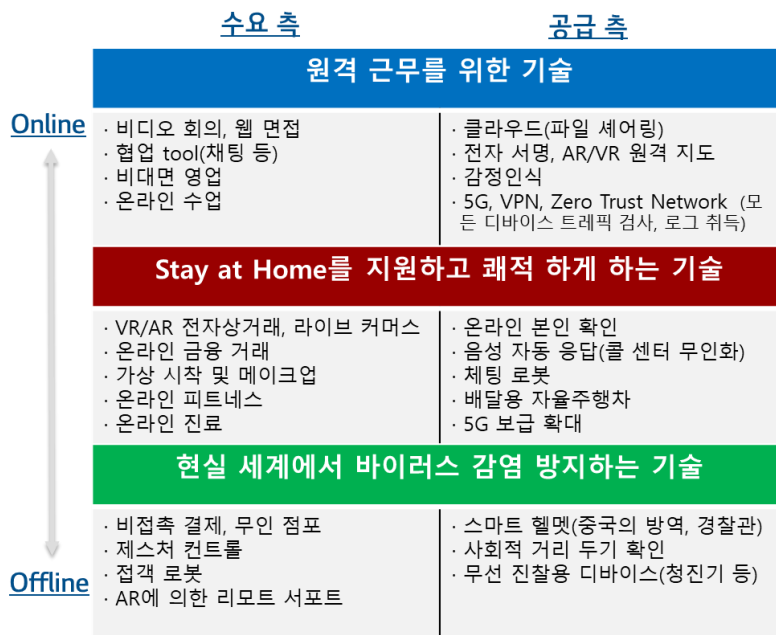 수요 측
공급 측
원격 근무를 위한 기술
Online
· 비디오 회의, 웹 면접
· 협업 tool(채팅 등)
· 비대면 영업
· 온라인 수업
· 클라우드(파일 셰어링)
· 전자 서명, AR/VR 원격 지도
· 감정인식
· 5G, VPN, Zero Trust Network (모
든 디바이스 트레픽 검사, 로그 취득)
Stay at Home를 지원하고 쾌적 하게 하는 기술
· VR/AR 전자상거래, 라이브 커머스
· 온라인 금융 거래
· 가상 시착 및 메이크업
· 온라인 피트네스
· 온라인 진료
· 온라인 본인 확인
· 음성 자동 응답(콜 센터 무인화)
· 체팅 로봇
· 배달용 자율주행차
· 5G 보급 확대
현실 세계에서 바이러스 감염 방지하는 기술
· 비접촉 결제, 무인 점포
· 제스처 컨트롤
· 접객 로봇
· AR에 의한 리모트 서포트
· 스마트 헬멧(중국의 방역, 경찰관)
· 사회적 거리 두기 확인
· 무선 진찰용 디바이스(청진기 등)
Offline